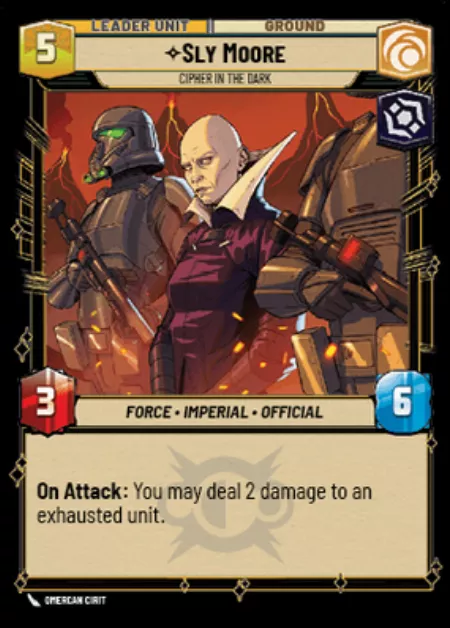 LEADER UNIT
GROUND
5
SLY MOORE
CIPHER IN THE DARK
3
FORCE • IMPERIAL • OFFICIAL
6
On Attack: You may deal 2 damage to an
exhausted unit.
OMERCAN CIRIT